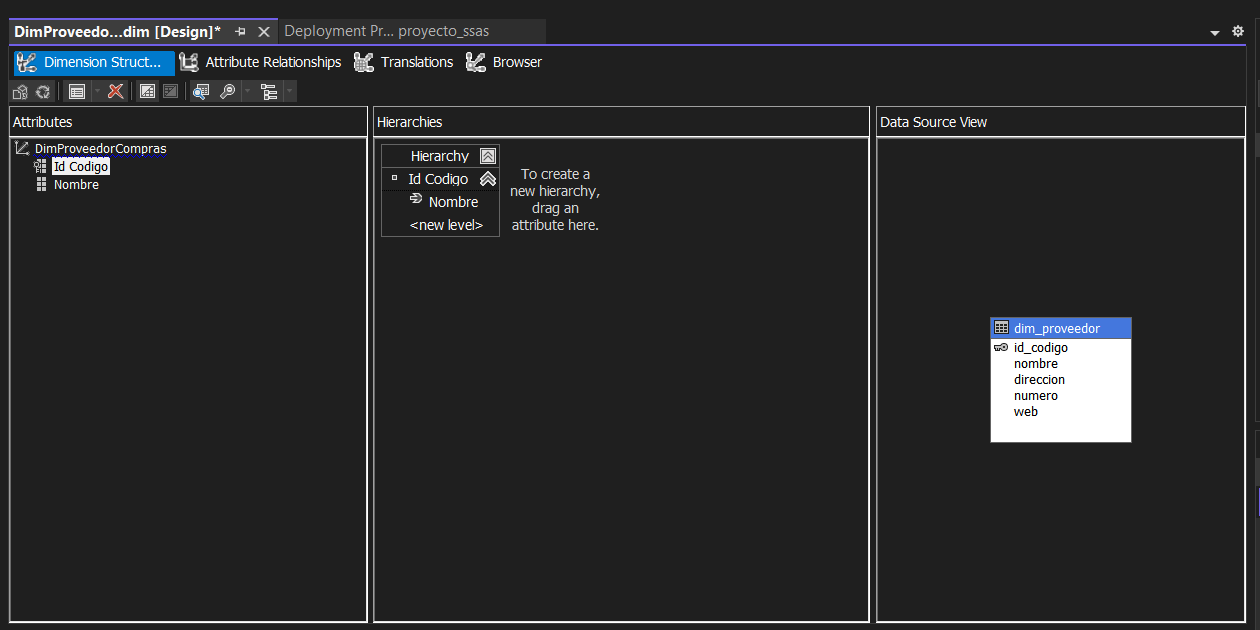 DimProveedo...dim [Design]*
Deployment Pr... proyecto_ssas
Dimension Struct...
Attribute Relationships
Translations
Browser
Attributes
DimProveedorCompras
Id Codigo
Nombre
Hierarchies
Hierarchy
Id Codigo
Nombre
<new level>
To create a
new hierarchy,
drag an
attribute here.
Data Source View
dim_proveedor
id_codigo
nombre
direccion
numero
web